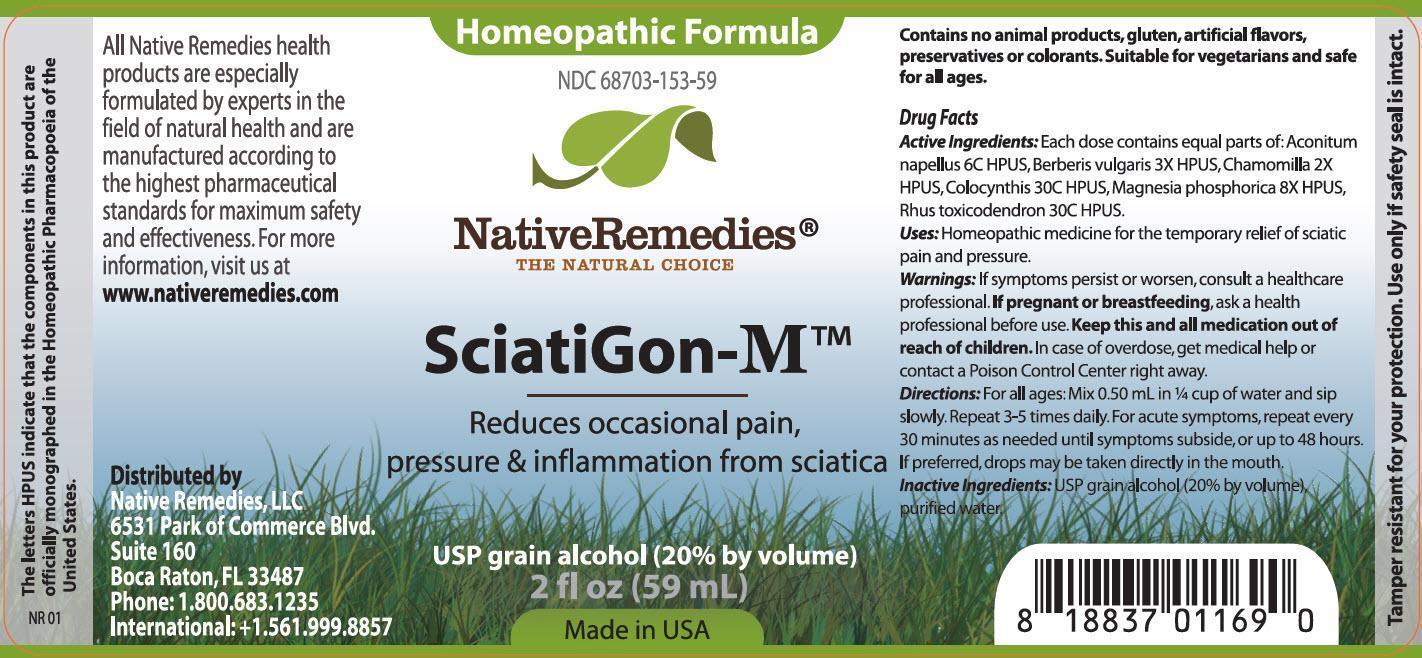 The letters HPUS indicate that the components in this product are
officially monographed in the Homeopathic Pharmacopoeia of the
United States.
NR 01
All Native Remedies health
products are especially
formulated by experts in the
field of natural health and are
manufactured according to
the highest pharmaceutical
standards for maximum safety
and effectiveness. For more
information, visit us at
www.nativeremedies.com
Distributed by
Native Remedies, LLC
6531 Park of Commerce Blvd.
Suite 160
Boca Raton, FL 33487
Phone: 1.800.683.1235
International: +1.561.999.8857
Homeopathic Formula
NDC 68703-153-59
NativeRemedies®
THE NATURAL CHOICE
SciatiGon-M™
Reduces occasional pain,
pressure & inflammation from sciatica
USP grain alcohol (20% by volume)
2 fl oz (59 mL)
Made in USA
Contains no animal products, gluten, artificial flavors,
preservatives or colorants. Suitable for vegetarians and safe
for all ages.
Drug Facts
Active Ingredients: Each dose contains equal parts of: Aconitum
napellus 6C HPUS, Berberis vulgaris 3X HPUS, Chamomilla 2X
HPUS, Colocynthis 30C HPUS, Magnesia phosphorica 8X HPUS,
Rhus toxicodendron 30C HPUS.
Uses: Homeopathic medicine for the temporary relief of sciatic
pain and pressure.
Warnings: If symptoms persist or worsen, consult a healthcare
professional. If pregnant or breastfeeding, ask a health
professional before use. Keep this and all medication out of
reach of children. In case of overdose, get medical help or
contact a Poison Control Center right away.
Directions: For all ages: Mix 0.50 mL in ¼ cup of water and sip
slowly. Repeat 3-5 times daily. For acute symptoms, repeat every
30 minutes as needed until symptoms subside, or up to 48 hours.
If preferred, drops may be taken directly in the mouth.
Inactive Ingredients: USP grain alcohol (20% by volume),
purified water.
8 18837 01169 0
Tamper resistant for your protection. Use only if safety seal is intact.